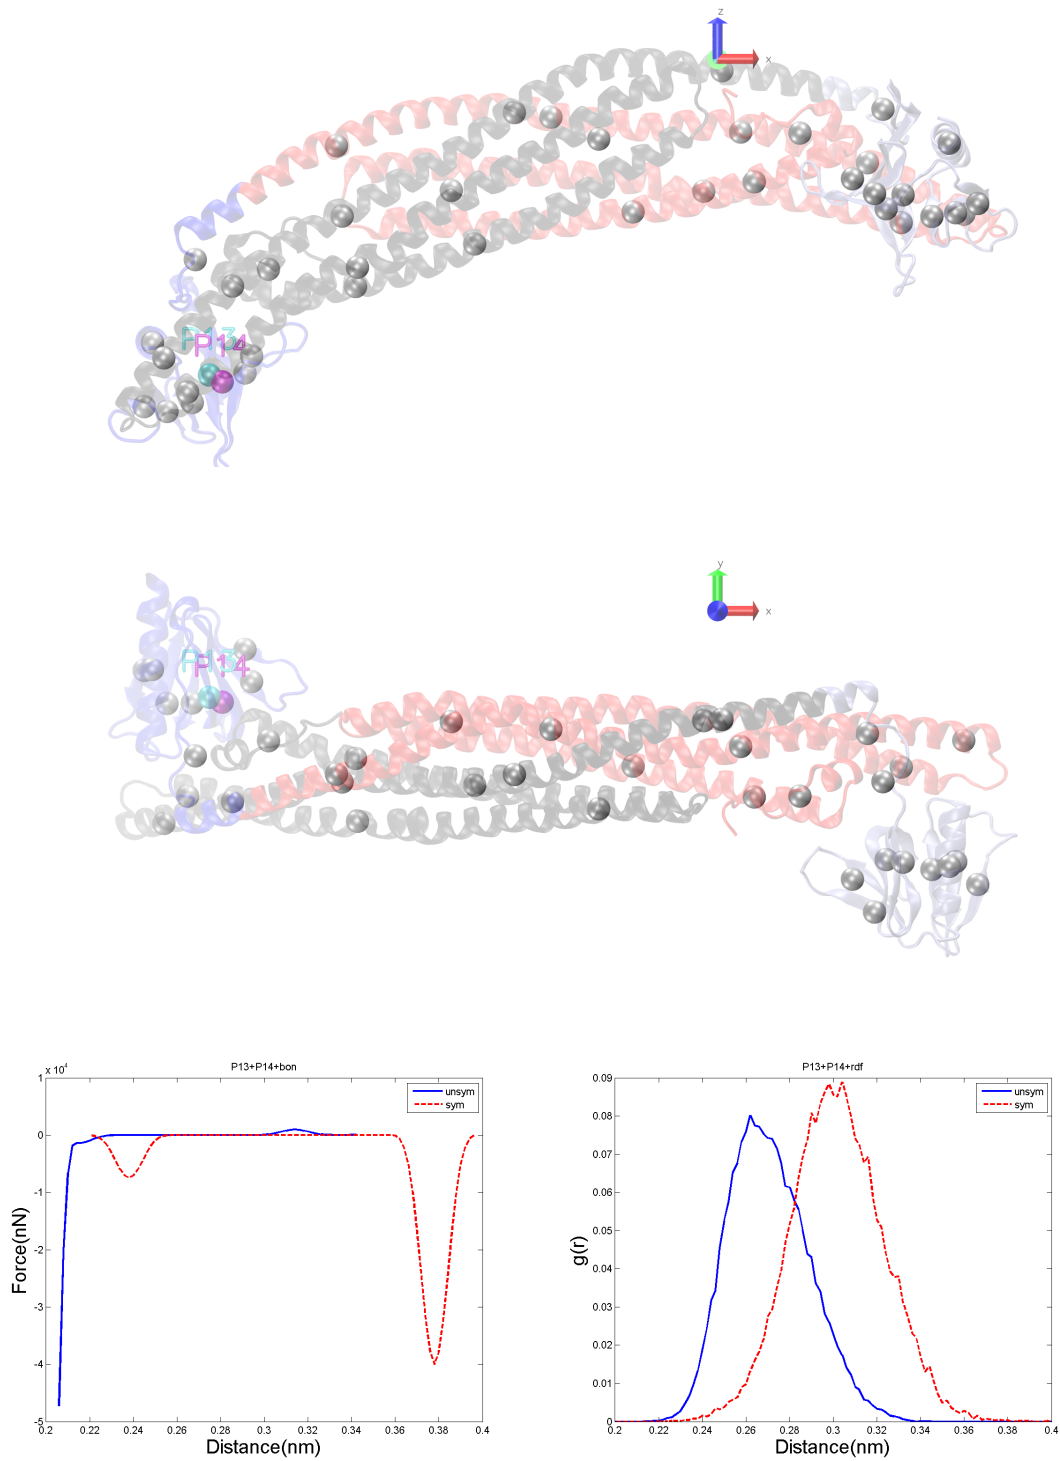 z
x
P13
P14
y
x
P13
P14
P13+P14+bon
x 10^4
1
0
-1
-2
-3
-4
-5
0.2 0.22 0.24 0.26 0.28 0.3 0.32 0.34 0.36 0.38 0.4
Force(nN)
Distance(nm)
unsym
sym
P13+P14+rdf
0.09
0.08
0.07
0.06
0.05
0.04
0.03
0.02
0.01
0
0.2 0.22 0.24 0.26 0.28 0.3 0.32 0.34 0.36 0.38 0.4
g(r)
Distance(nm)
unsym
sym